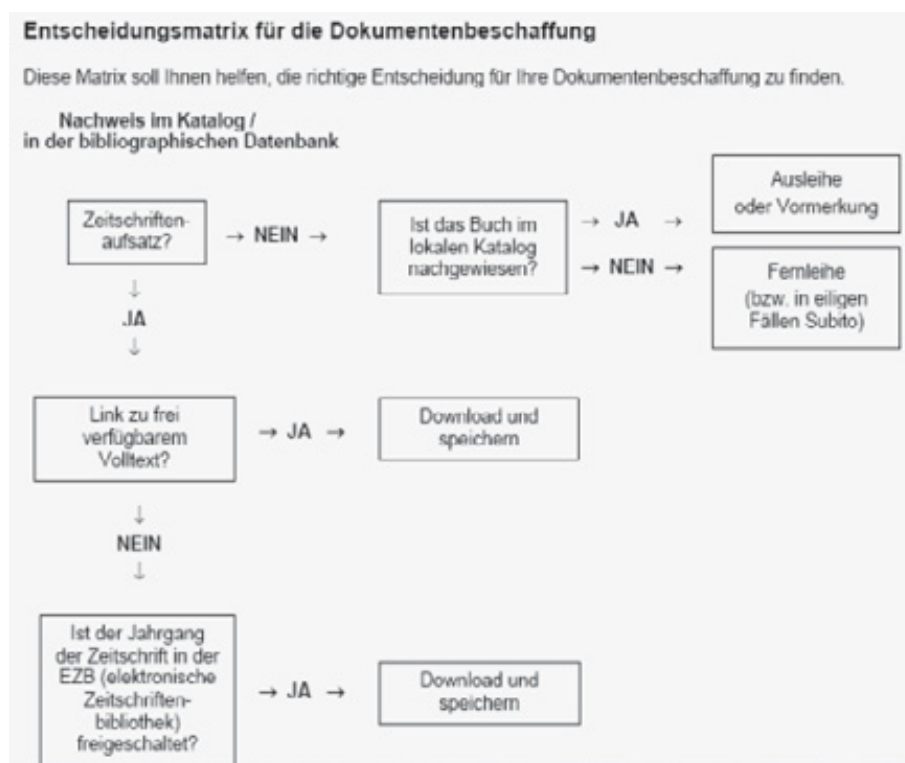 Entscheidungsmatrix für die Dokumentenbeschaffung
Diese Matrix soll Ihnen helfen, die richtige Entscheidung für Ihre Dokumentenbeschaffung zu finden.
Nachweis im Katalog /
in der bibliographischen Datenbank
Zeitschriften-
aufsatz?
→ NEIN →
Ist das Buch im
lokalen Katalog
nachgewiesen?
→ JA →
Ausleihe
oder Vormerkung
→ NEIN →
Fernleihe
(bzw. in eiligen
Fällen Subito)
↓
JA
↓
Link zu frei
verfügbarem
Volltext?
→ JA →
Download und
speichern
↓
NEIN
↓
Ist der Jahrgang
der Zeitschrift in der
EZB (elektronische
Zeitschriften-
bibliothek)
freigeschaltet?
→ JA →
Download und
speichern